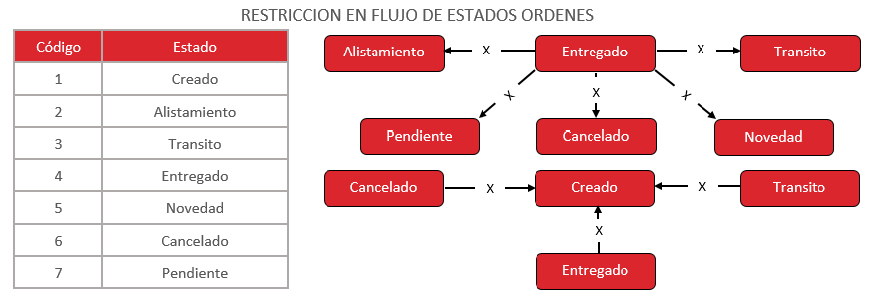 RESTRICCION EN FLUJO DE ESTADOS ORDENES
Código Estado
1 Creado
2 Alistamiento
3 Transito
4 Entregado
5 Novedad
6 Cancelado
7 Pendiente
Alistamiento X Entregado X Transito
X X X
Pendiente Cancelado Novedad
Cancelado X Creado X Transito
X
Entregado